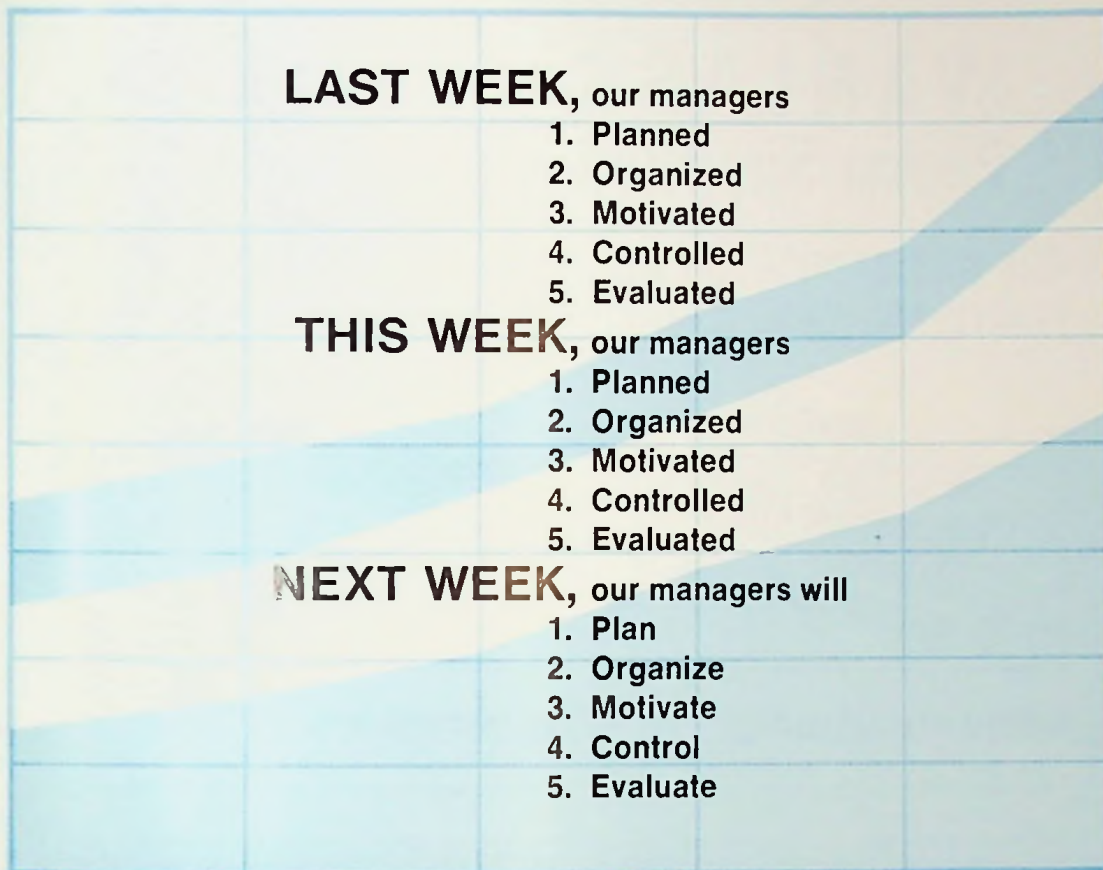 LAST WEEK, our managers
1. Planned
2. Organized
3. Motivated
4. Controlled
5. Evaluated
THIS WEEK, our managers
1. Planned
2. Organized
3. Motivated
4. Controlled
5. Evaluated
NEXT WEEK, our managers will
1. Plan
2. Organize
3. Motivate
4. Control
5. Evaluate